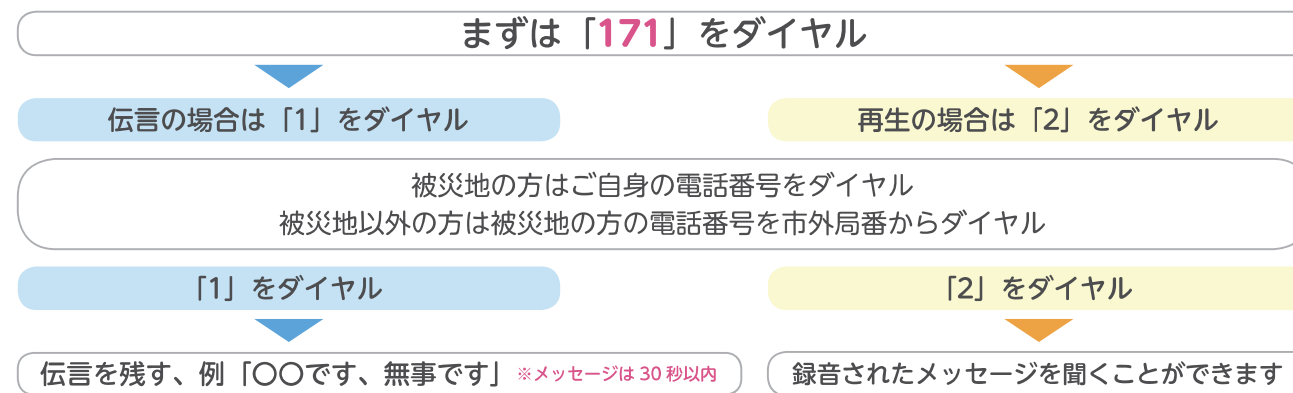 まずは「171」をダイヤル
伝言の場合は「1」をダイヤル
再生の場合は「2」をダイヤル
被災地の方はご自身の電話番号をダイヤル
被災地以外の方は被災地の方の電話番号を市外局番からダイヤル
「1」をダイヤル
「2」をダイヤル
伝言を残す、例「〇〇です、無事です」 ※メッセージは30秒以内
録音されたメッセージを聞くことができます